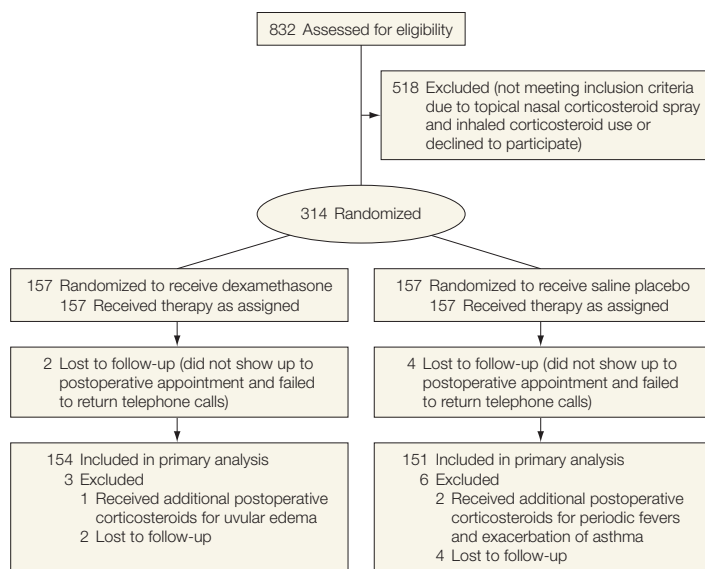 832 Assessed for eligibility
518 Excluded (not meeting inclusion criteria
due to topical nasal corticosteroid spray
and inhaled corticosteroid use or
declined to participate)
314 Randomized
157 Randomized to receive dexamethasone
157 Received therapy as assigned
157 Randomized to receive saline placebo
157 Received therapy as assigned
2 Lost to follow-up (did not show up to
postoperative appointment and failed
to return telephone calls)
4 Lost to follow-up (did not show up to
postoperative appointment and failed
to return telephone calls)
154 Included in primary analysis
3 Excluded
1 Received additional postoperative
corticosteroids for uvular edema
2 Lost to follow-up
151 Included in primary analysis
6 Excluded
2 Received additional postoperative
corticosteroids for periodic fevers
and exacerbation of asthma
4 Lost to follow-up